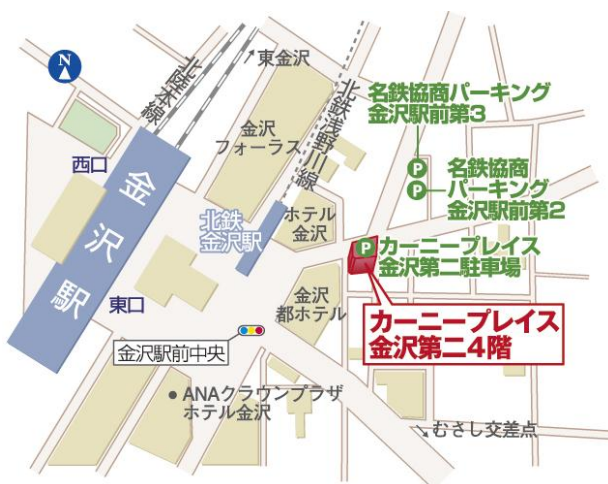 N
東金沢
北陸本線
金沢
フォーラス
北鉄浅野川線
名鉄協商パーキング
金沢駅前第3
P
P
名鉄協商
パーキング
金沢駅前第2
西口
金沢駅
北鉄
金沢駅
ホテル
金沢
P
カーニープレイス
金沢第二駐車場
東口
金沢
都ホテル
カーニープレイス
金沢第二4階
金沢駅前中央
ANAクラウンプラザ
ホテル金沢
むさし交差点